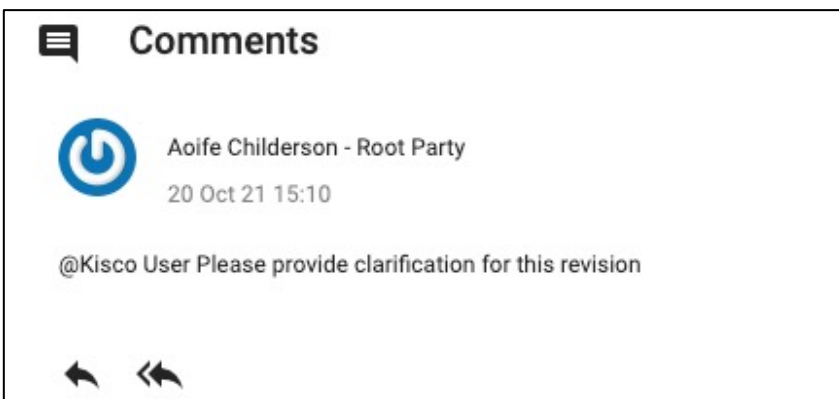 Comments
Aoife Childerson - Root Party
20 Oct 21 15:10
@Kisco User Please provide clarification for this revision